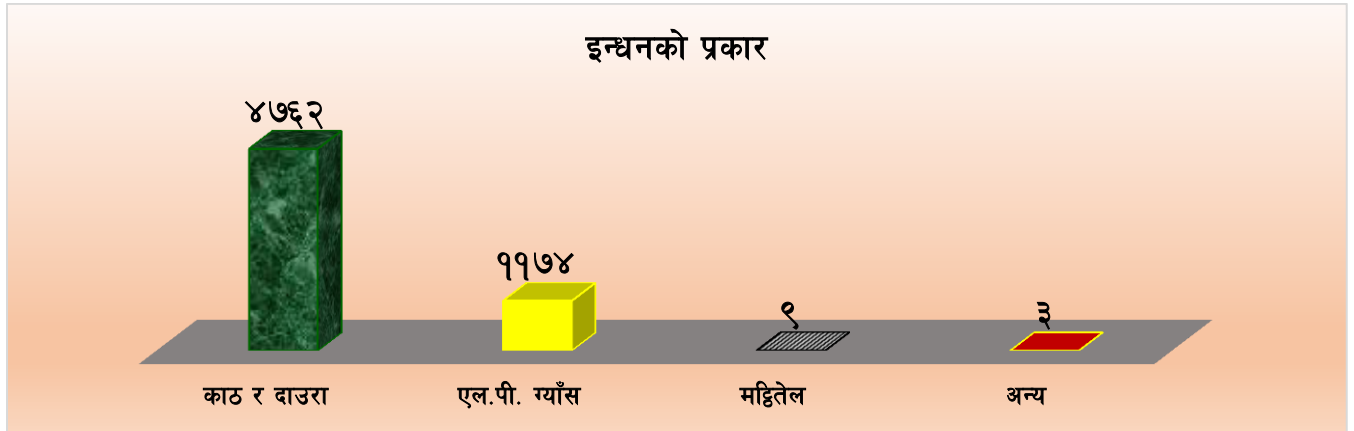 इन्धनको प्रकार
४७६२
११७४
९
३
काठ र दाउरा
एल.पी. ग्याँस
मट्टितेल
अन्य